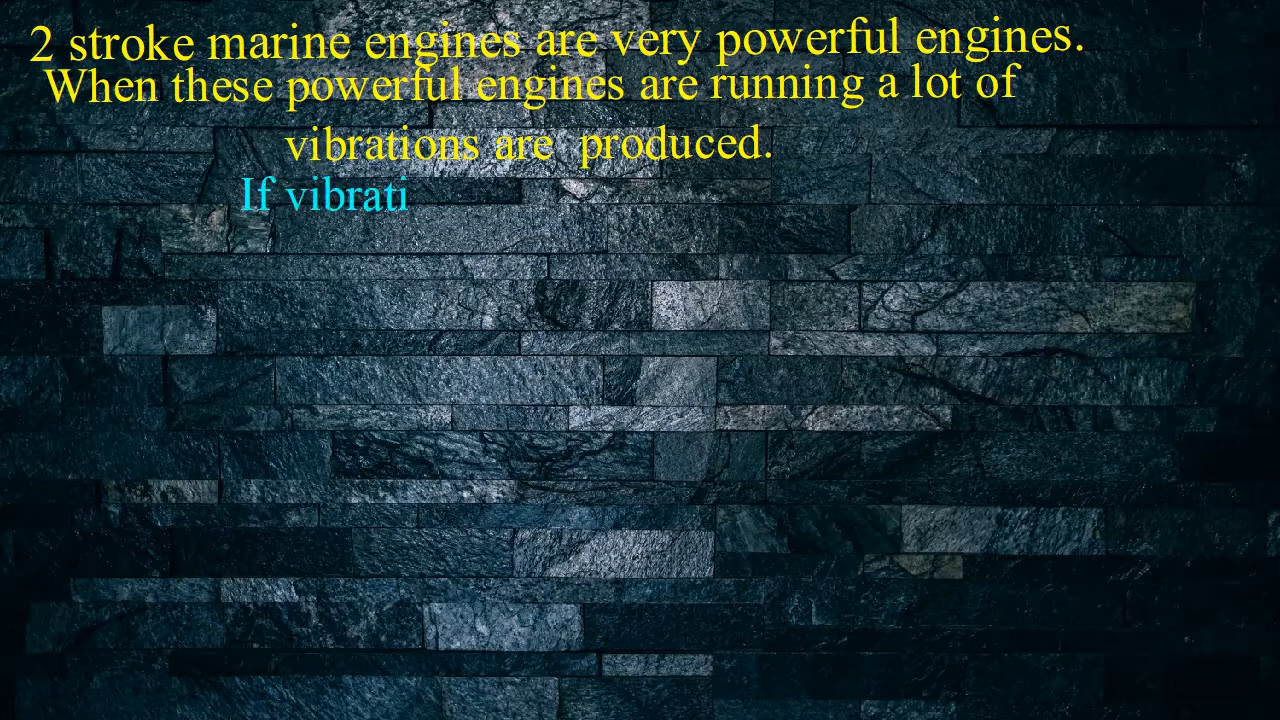 2 stroke marine engines are very powerful engines.
When these powerful engines are running a lot of
vibrations are produced.
If vibrati